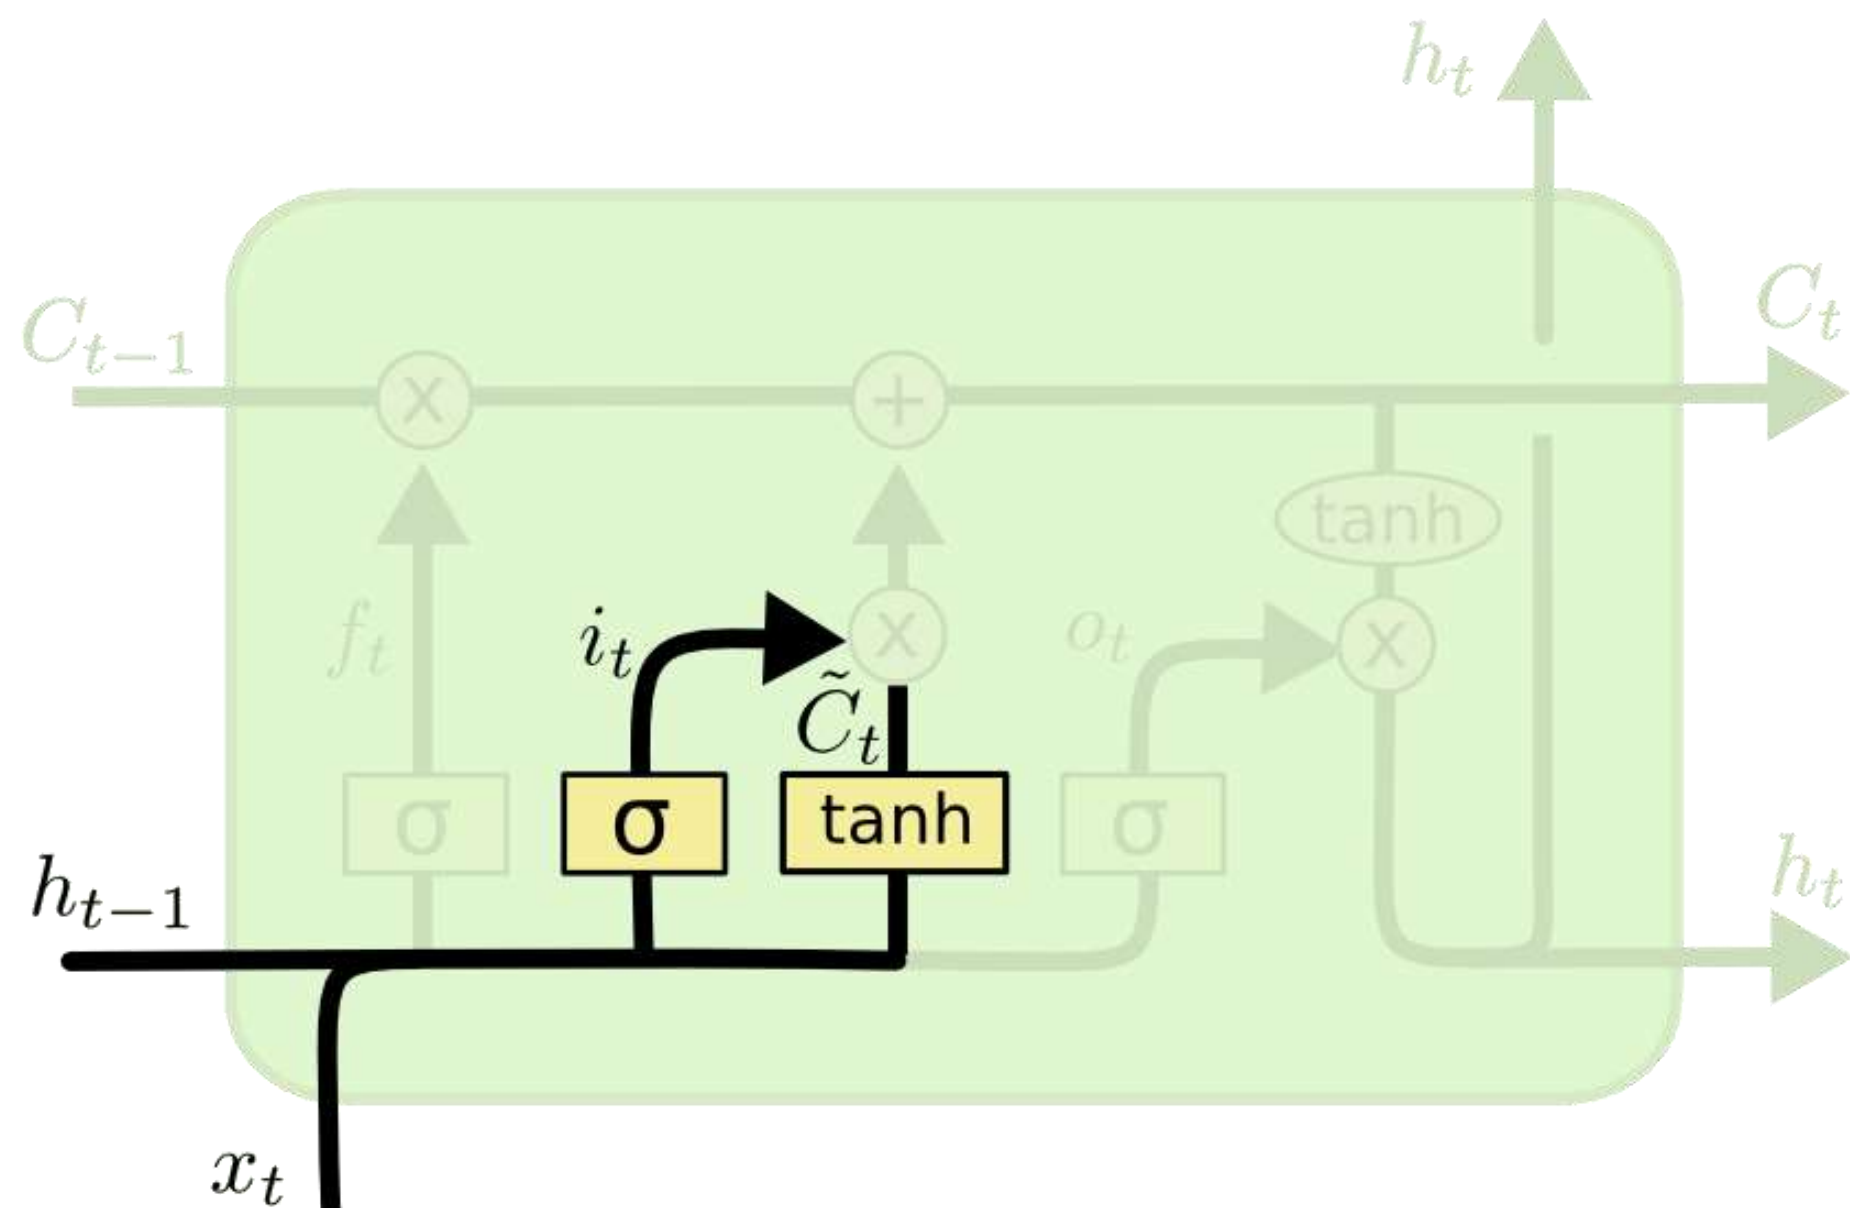 h_t
C_{t-1}
C_t
x
+
tanh
f_t
i_t
x
o_t
x
C̃_t
σ
σ
tanh
σ
h_{t-1}
h_t
x_t